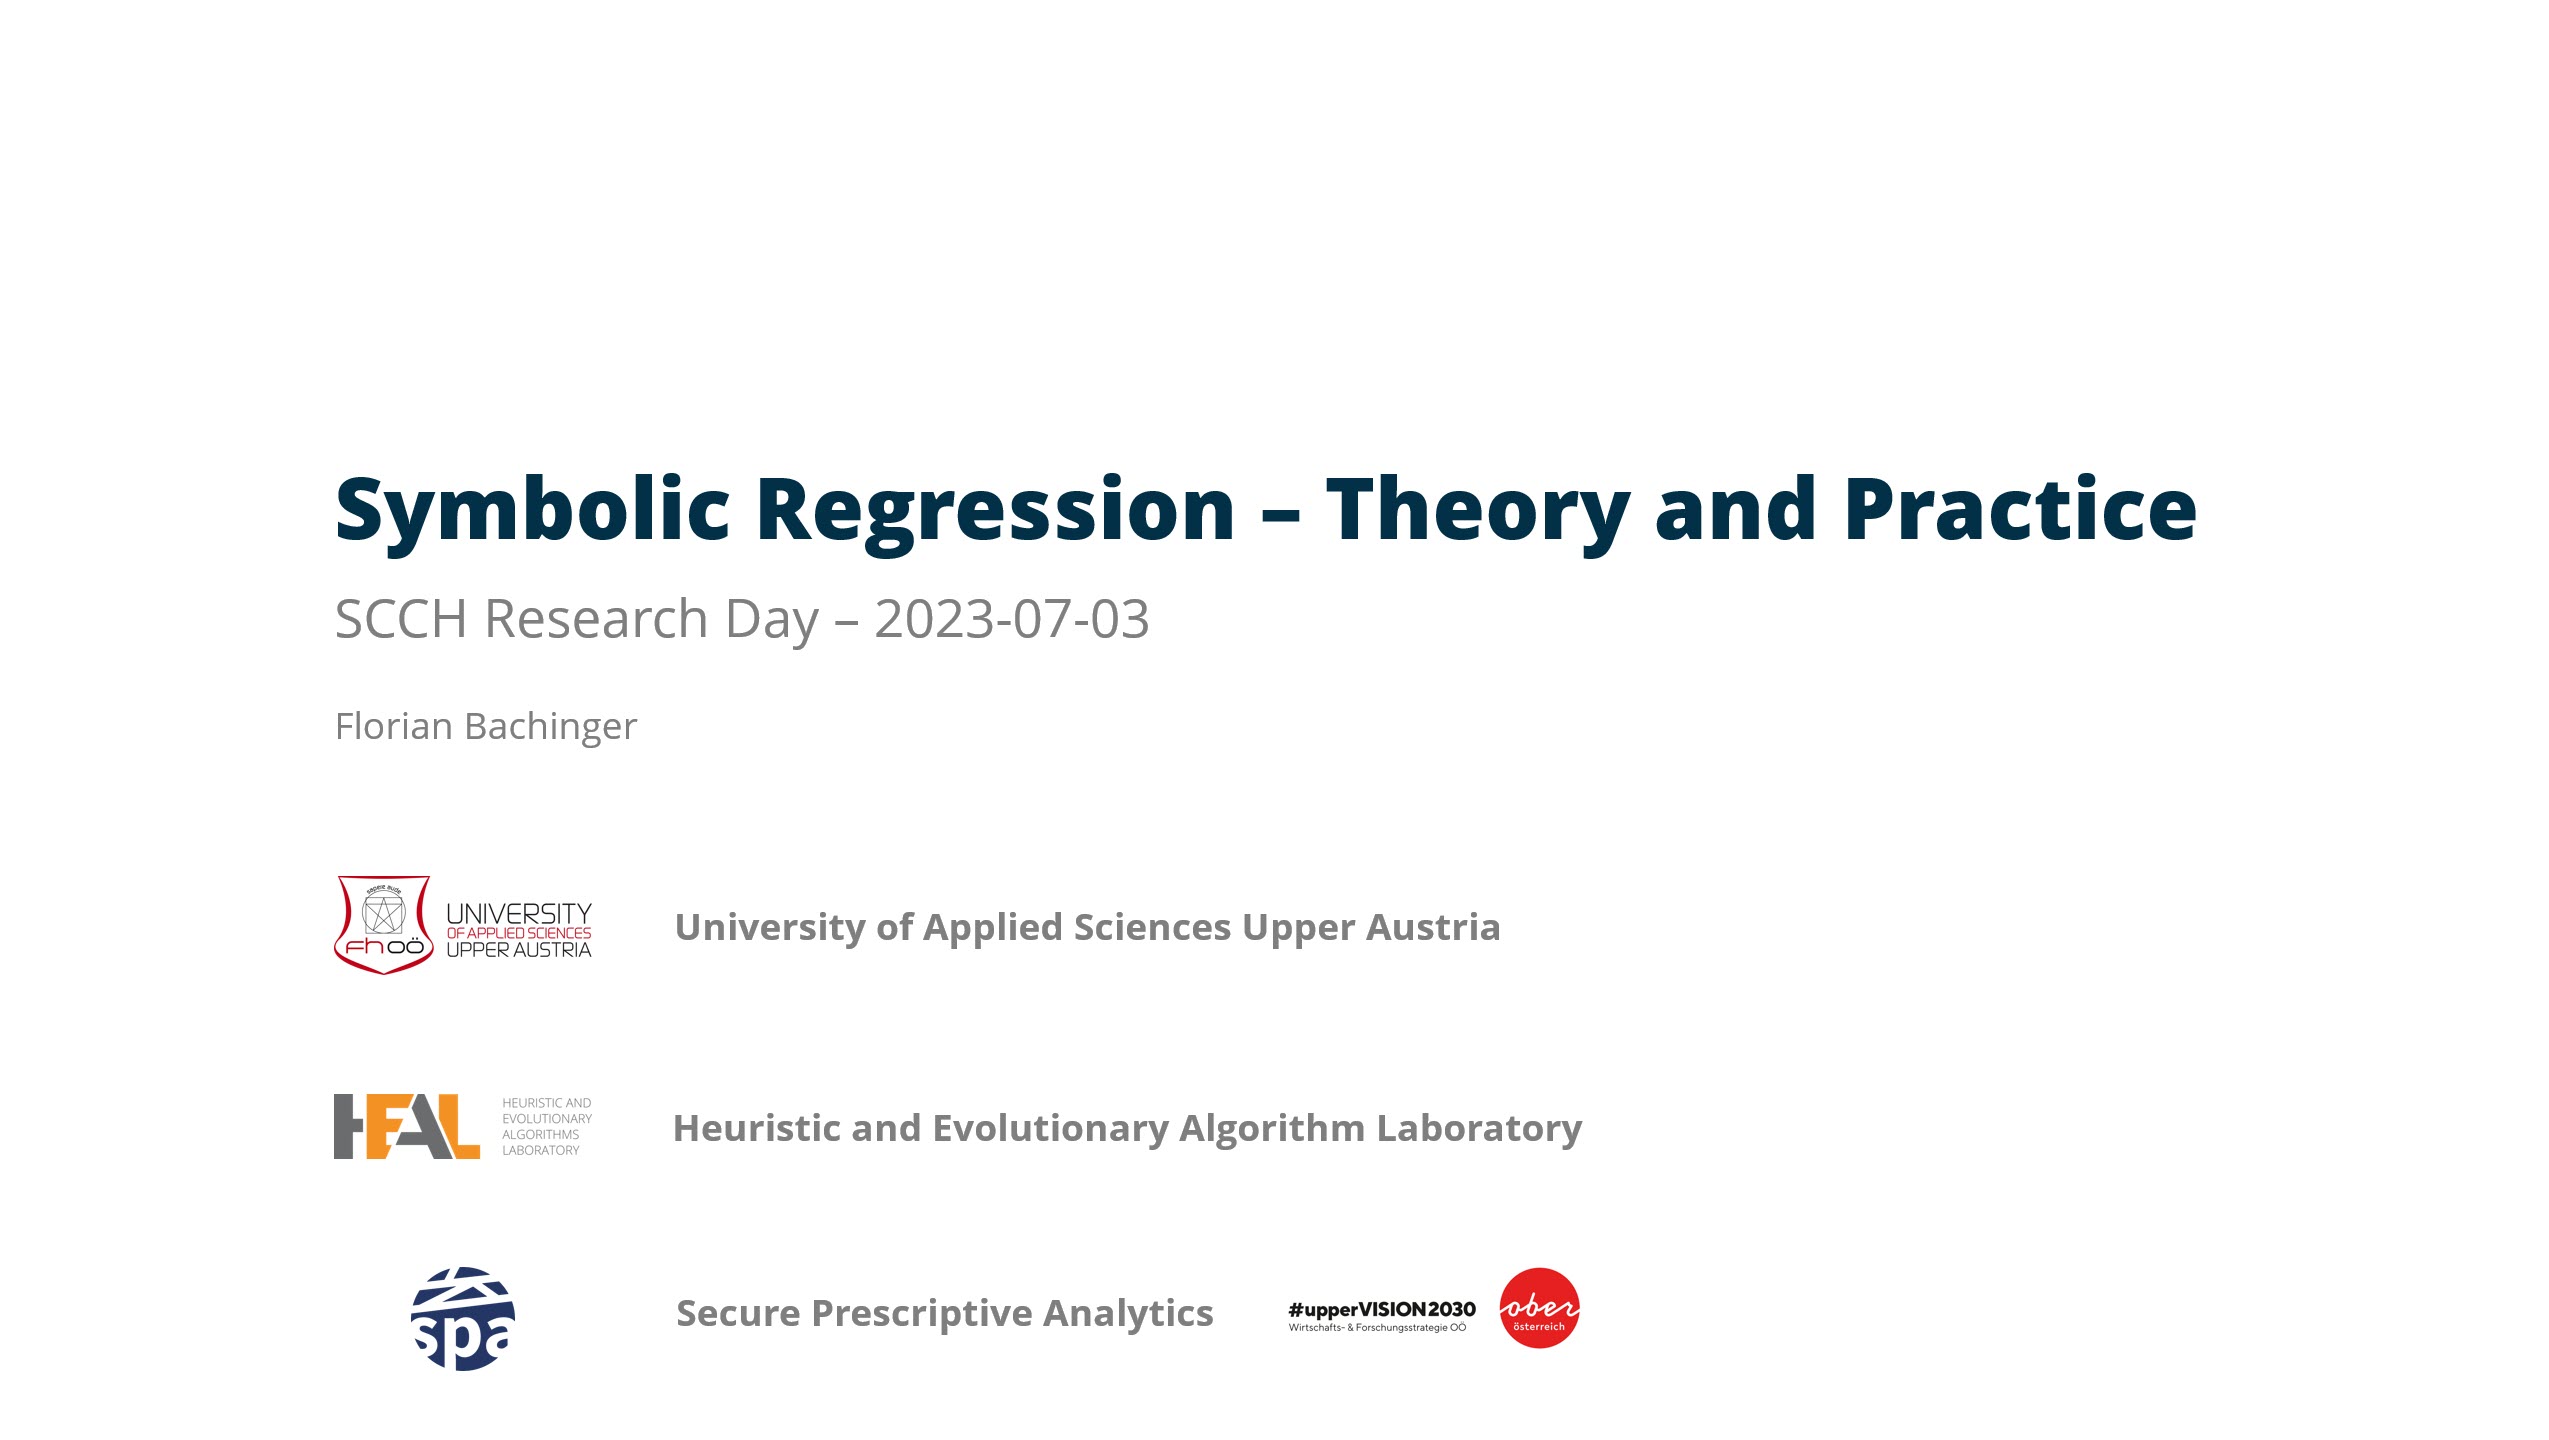 Symbolic Regression – Theory and Practice
SCCH Research Day – 2023-07-03
Florian Bachinger
sapere aude
fhoö
UNIVERSITY
OF APPLIED SCIENCES
UPPER AUSTRIA
University of Applied Sciences Upper Austria
HEAL
HEURISTIC AND
EVOLUTIONARY
ALGORITHMS
LABORATORY
Heuristic and Evolutionary Algorithm Laboratory
spa
Secure Prescriptive Analytics
#upperVISION2030
Wirtschafts- & Forschungsstrategie OÖ
ober
österreich